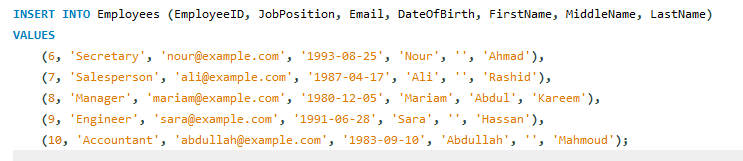 INSERT INTO Employees (EmployeeID, JobPosition, Email, DateOfBirth, FirstName, MiddleName, LastName)
VALUES
(6, 'Secretary', 'nour@example.com', '1993-08-25', 'Nour', '', 'Ahmad'),
(7, 'Salesperson', 'ali@example.com', '1987-04-17', 'Ali', '', 'Rashid'),
(8, 'Manager', 'mariam@example.com', '1980-12-05', 'Mariam', 'Abdul', 'Kareem'),
(9, 'Engineer', 'sara@example.com', '1991-06-28', 'Sara', '', 'Hassan'),
(10, 'Accountant', 'abdullah@example.com', '1983-09-10', 'Abdullah', '', 'Mahmoud');